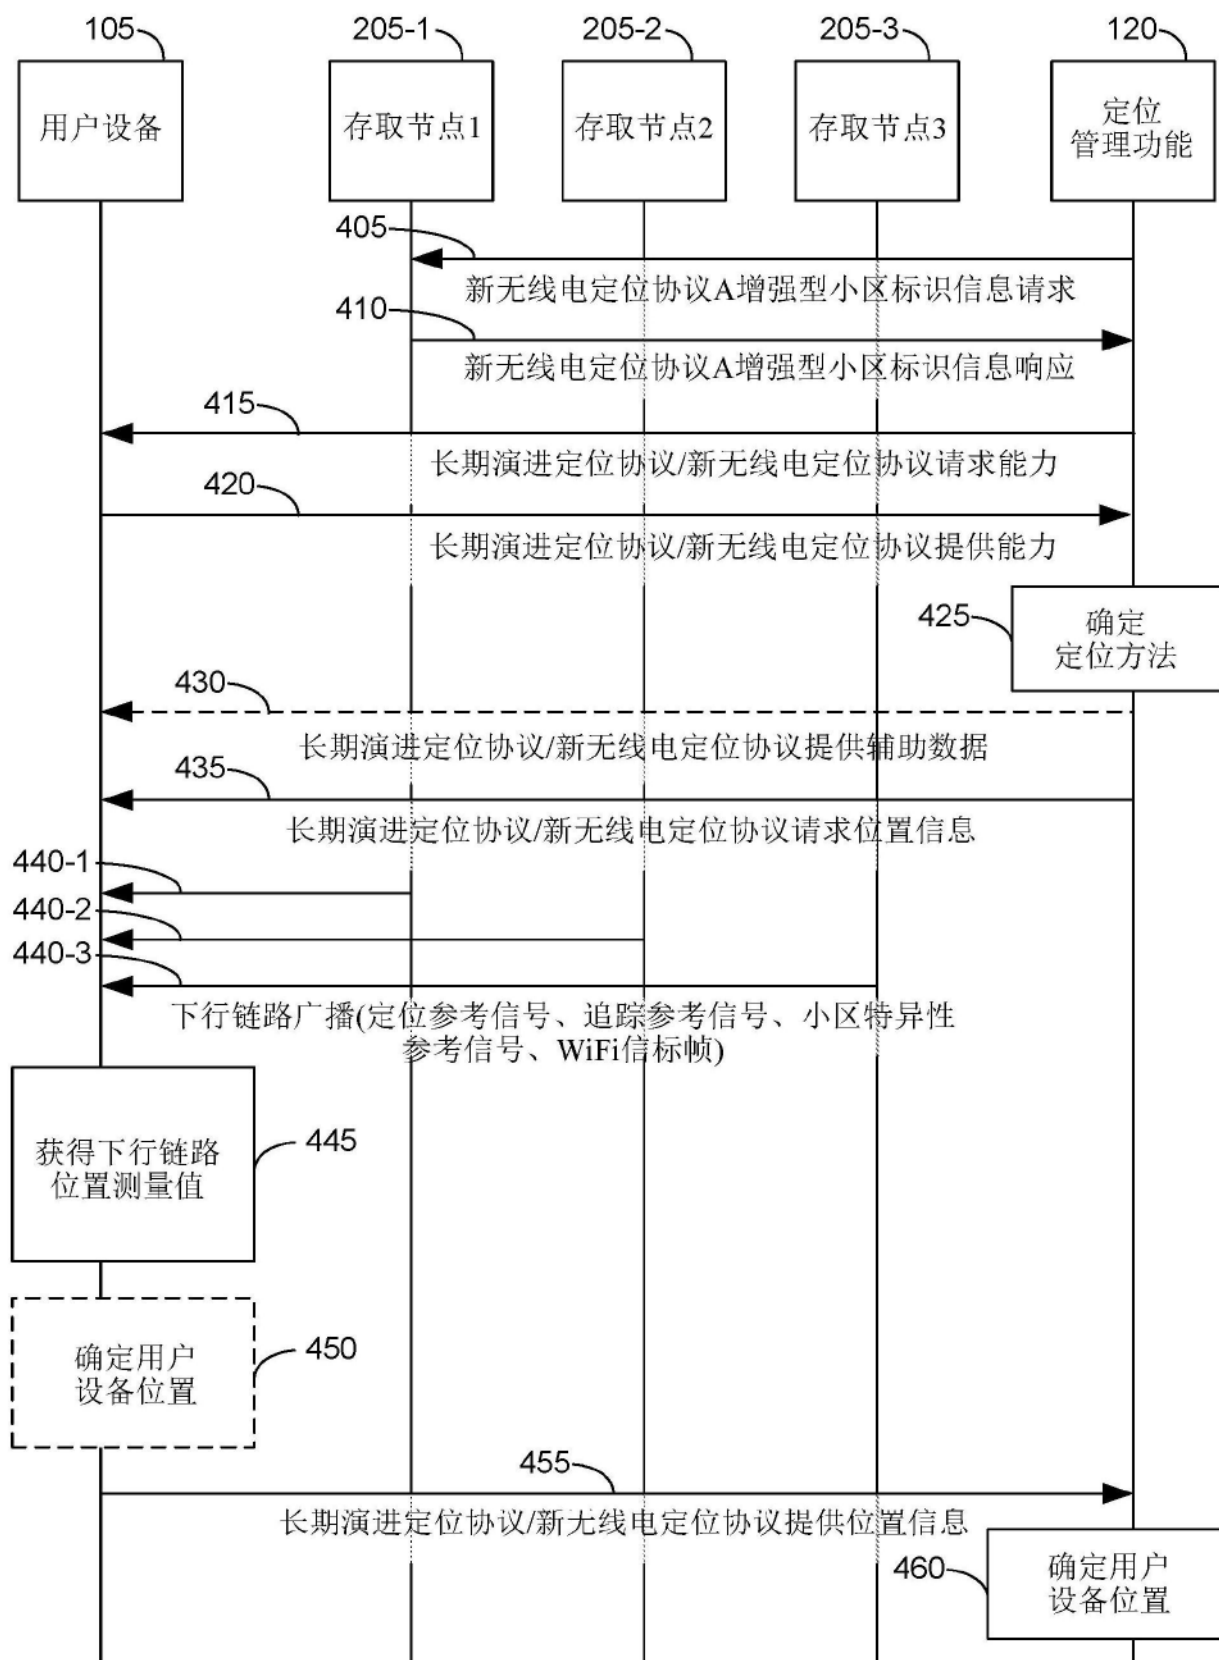 105
205-1
205-2
205-3
120
用户设备
存取节点1
存取节点2
存取节点3
定位
管理功能
405
新无线电定位协议A增强型小区标识信息请求
410
新无线电定位协议A增强型小区标识信息响应
415
长期演进定位协议/新无线电定位协议请求能力
420
长期演进定位协议/新无线电定位协议提供能力
425
确定
定位方法
430
长期演进定位协议/新无线电定位协议提供辅助数据
435
长期演进定位协议/新无线电定位协议请求位置信息
440-1
440-2
440-3
下行链路广播(定位参考信号、追踪参考信号、小区特异性
参考信号、WiFi信标帧)
获得下行链路
位置测量值
445
确定用户
设备位置
450
455
长期演进定位协议/新无线电定位协议提供位置信息
460
确定用户
设备位置